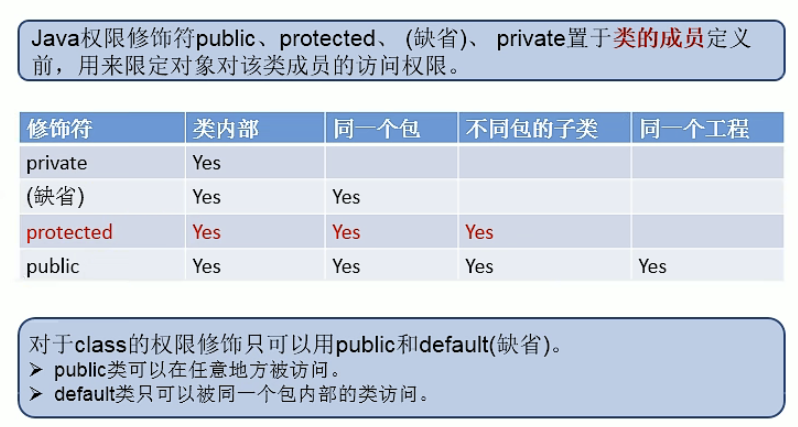 Java权限修饰符public、protected、 (缺省)、 private置于类的成员定义
前，用来限定对象对该类成员的访问权限。
修饰符 类内部 同一个包 不同包的子类 同一个工程
private Yes
(缺省) Yes Yes
protected Yes Yes Yes
public Yes Yes Yes Yes
对于class的权限修饰只可以用public和default(缺省)。
➢ public类可以在任意地方被访问。
➢ default类只可以被同一个包内部的类访问。